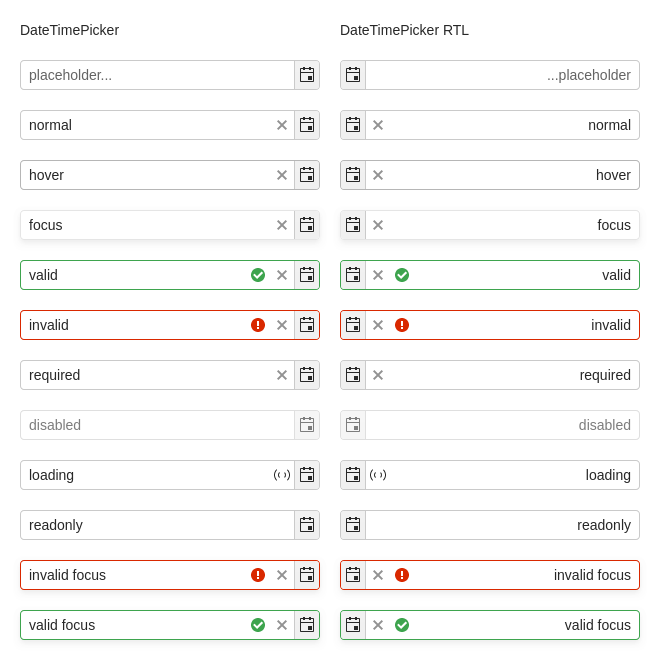 DateTimePicker DateTimePicker RTL
placeholder... ...placeholder
normal normal
hover hover
focus focus
valid valid
invalid invalid
required required
disabled disabled
loading loading
readonly readonly
invalid focus invalid focus
valid focus valid focus